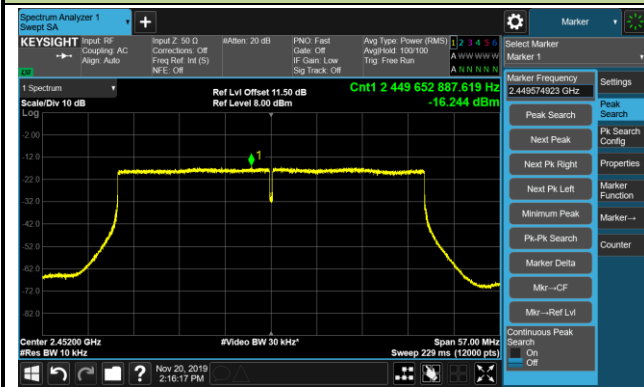 Spectrum Analyzer 1
Swept SA
+
Marker
KEYSIGHT
Input: RF
Coupling: AC
Align: Auto
Input Z: 50 Ω
Corrections: Off
Freq Ref: Int (S)
NFE: Off
#Atten: 20 dB
PNO: Fast
Gate: Off
IF Gain: Low
Sig Track: Off
Avg Type: Power (RMS)
Avg|Hold: 100/100
Trig: Free Run
1 2 3 4 5 6
A W W W W W
A N N N N N
LXI
Select Marker
Marker 1
1 Spectrum
Scale/Div 10 dB
Log
Ref Lvl Offset 11.50 dB
Ref Level 8.00 dBm
Cnt1 2 449 652 887.619 Hz
-16.244 dBm
Marker Frequency
2.449574923 GHz
Settings
Peak Search
Peak
Search
Next Peak
Pk Search
Config
Next Pk Right
Properties
Next Pk Left
Marker
Function
Minimum Peak
Marker→
Pk-Pk Search
Counter
Marker Delta
Mkr→CF
Mkr→Ref Lvl
Continuous Peak
Search
On
Off
-2.00
-12.0
-22.0
-32.0
-42.0
-52.0
-62.0
-72.0
-82.0
1
Center 2.45200 GHz
#Res BW 10 kHz
#Video BW 30 kHz*
Span 57.00 MHz
Sweep 229 ms (12000 pts)
?
Nov 20, 2019
2:16:17 PM